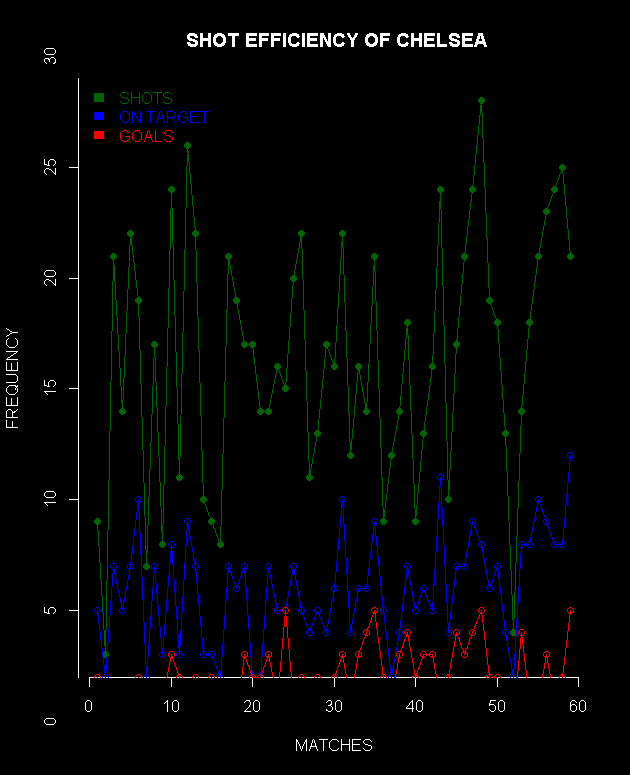 SHOT EFFICIENCY OF CHELSEA
SHOTS
ON TARGET
GOALS
FREQUENCY
30
25
20
15
10
5
0
0 10 20 30 40 50 60
MATCHES